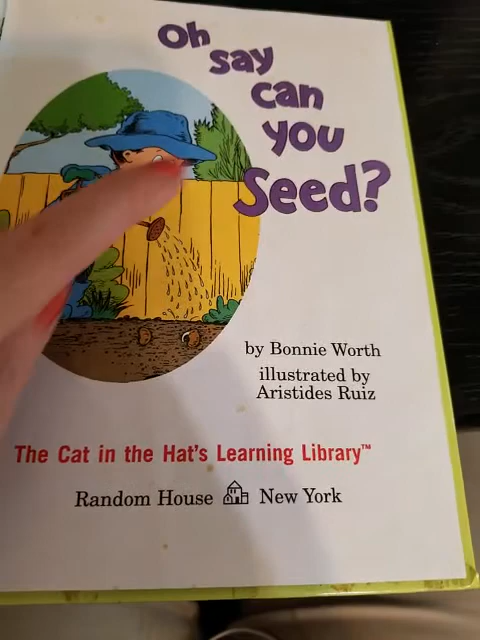 Oh
say
can
you
Seed?
by Bonnie Worth
illustrated by
Aristides Ruiz
The Cat in the Hat's Learning Library™
Random House New York